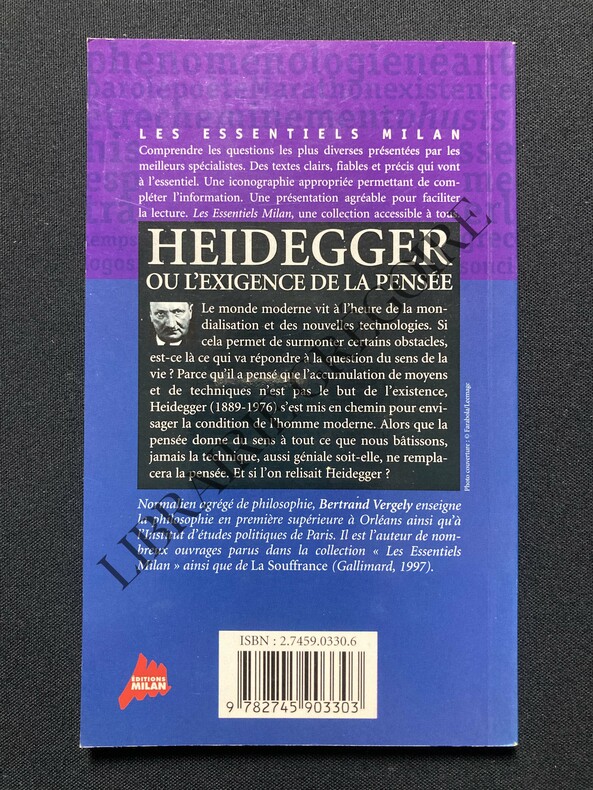 phénoménologienéant
parolepoète Marathonexistence
cheminementphusis
LES ESSENTIELS MILAN
Comprendre les questions les plus diverses présentées par les
meilleurs spécialistes. Des textes clairs, fiables et précis qui vont
à l'essentiel. Une iconographie appropriée permettant de com-
pléter l'information. Une présentation agréable pour faciliter
la lecture. Les Essentiels Milan, une collection accessible à tous.
HEIDEGGER
OU L'EXIGENCE DE LA PENSÉE
Le monde moderne vit à l'heure de la mon-
dialisation et des nouvelles technologies. Si
cela permet de surmonter certains obstacles,
est-ce là ce qui va répondre à la question du sens de la
vie ? Parce qu'il a pensé que l'accumulation de moyens
et de techniques n'est pas le but de l'existence,
Heidegger (1889-1976) s'est mis en chemin pour envi-
sager la condition de l'homme moderne. Alors que la
pensée donne du sens à tout ce que nous bâtissons,
jamais la technique, aussi géniale soit-elle, ne rempla-
cera la pensée. Et si l'on relisait Heidegger ?
Photo couverture : © Farabola/Leemage
Normalien agrégé de philosophie, Bertrand Vergely enseigne
la philosophie en première supérieure à Orléans ainsi qu'à
l'Institut d'études politiques de Paris. Il est l'auteur de nom-
breux ouvrages parus dans la collection « Les Essentiels
Milan » ainsi que de La Souffrance (Gallimard, 1997).
LIBRAIRIE GREGOIRE
ISBN : 2.7459.0330.6
9 782745 903303
ÉDITIONS
MILAN